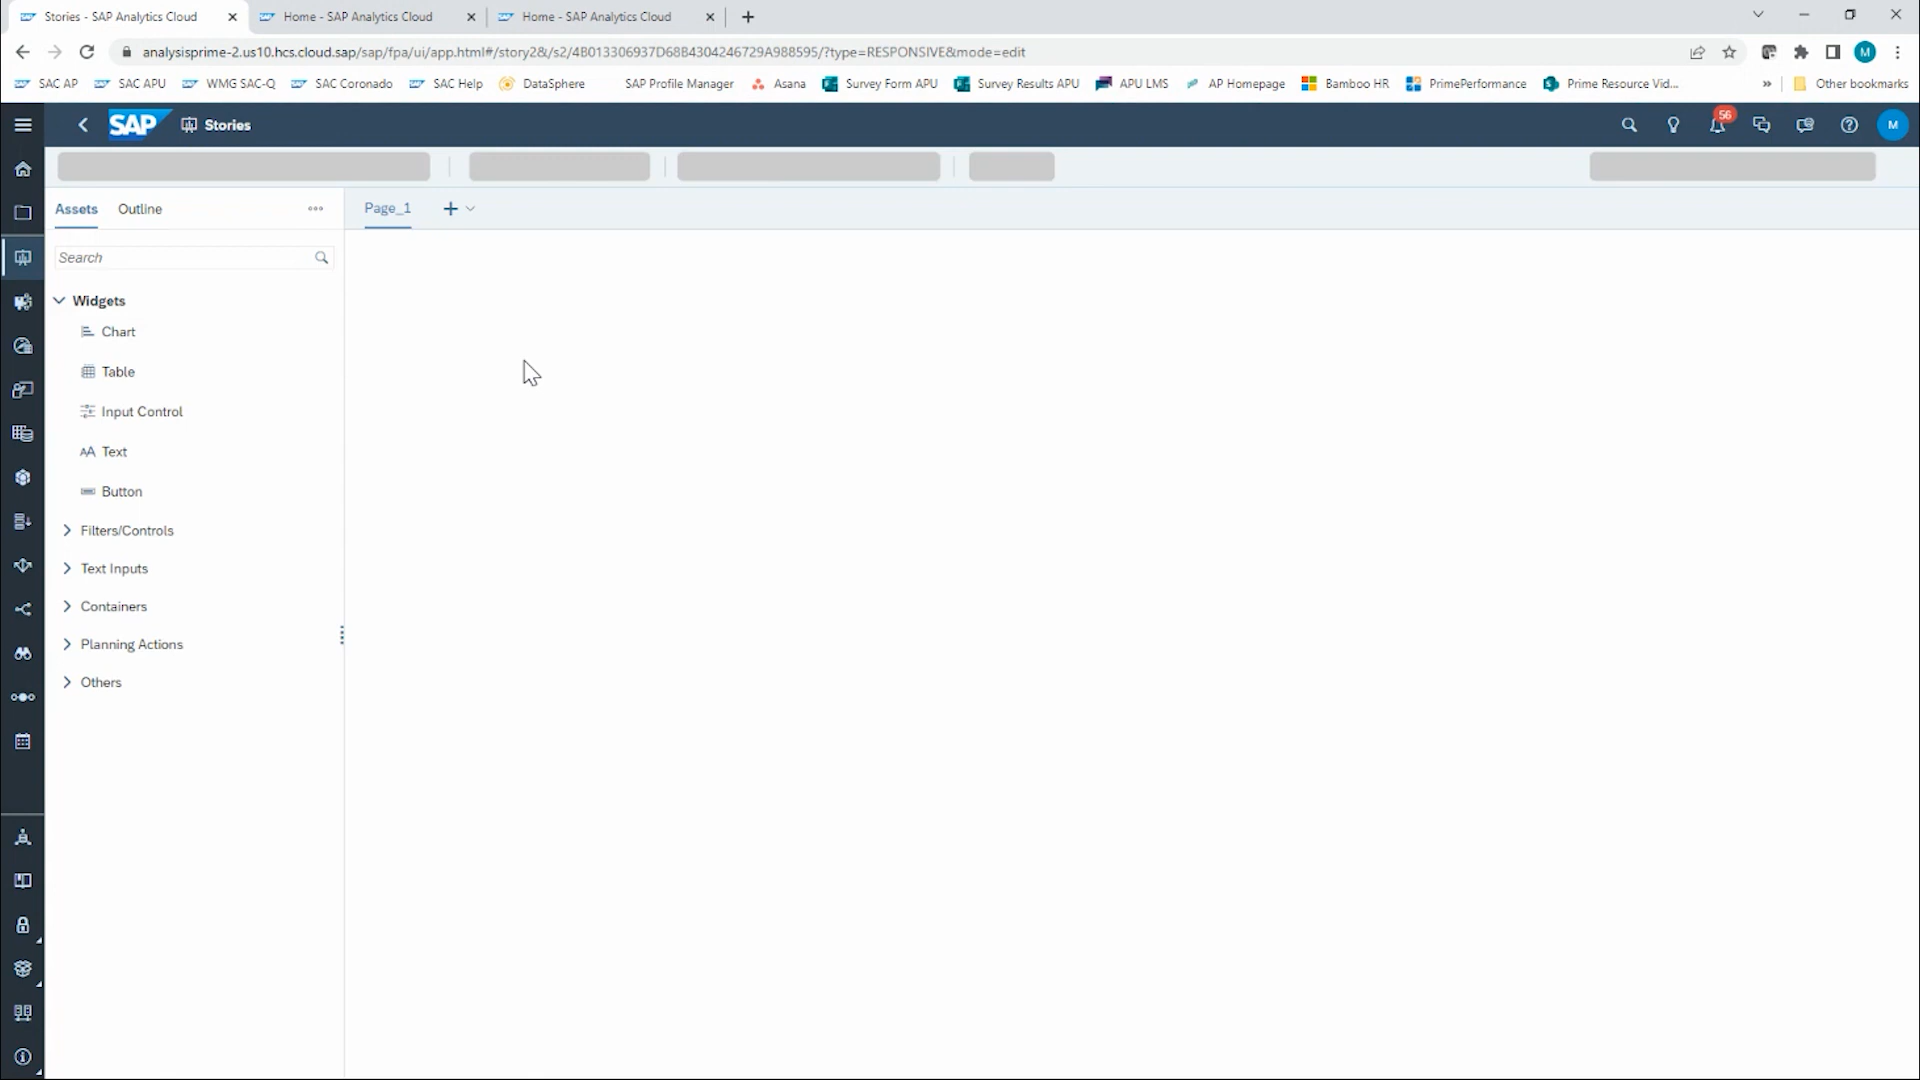 Stories - SAP Analytics Cloud
Home - SAP Analytics Cloud
Home - SAP Analytics Cloud
analysisprime-2.us10.hcs.cloud.sap/sap/fpa/ui/app.html#/story2&/s2/4B013306937D68B4304246729A988595/?type=RESPONSIVE&mode=edit
M
SAC AP
SAC APU
WMG SAC-Q
SAC Coronado
SAC Help
DataSphere
SAP Profile Manager
Asana
Survey Form APU
Survey Results APU
APU LMS
AP Homepage
Bamboo HR
PrimePerformance
Prime Resource Vid...
Other bookmarks
SAP
Stories
56
M
Assets
Outline
Page_1
Search
Widgets
Chart
Table
Input Control
AA Text
Button
Filters/Controls
Text Inputs
Containers
Planning Actions
Others